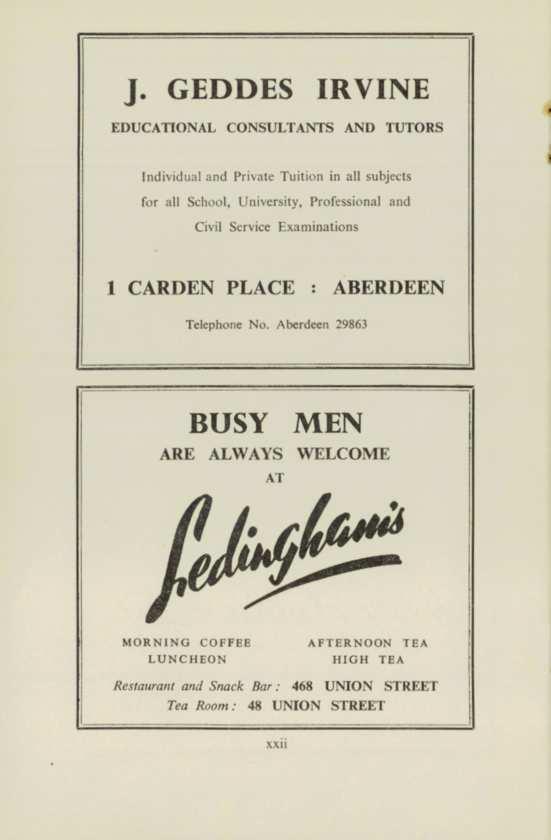 J. GEDDES IRVINE
EDUCATIONAL CONSULTANTS AND TUTORS
Individual and Private Tuition in all subjects
for all School, University, Professional and
Civil Service Examinations
1 CARDEN PLACE : ABERDEEN
Telephone No. Aberdeen 29863
BUSY MEN
ARE ALWAYS WELCOME
AT
Ledingham's
MORNING COFFEE AFTERNOON TEA
LUNCHEON HIGH TEA
Restaurant and Snack Bar : 468 UNION STREET
Tea Room : 48 UNION STREET
xxii